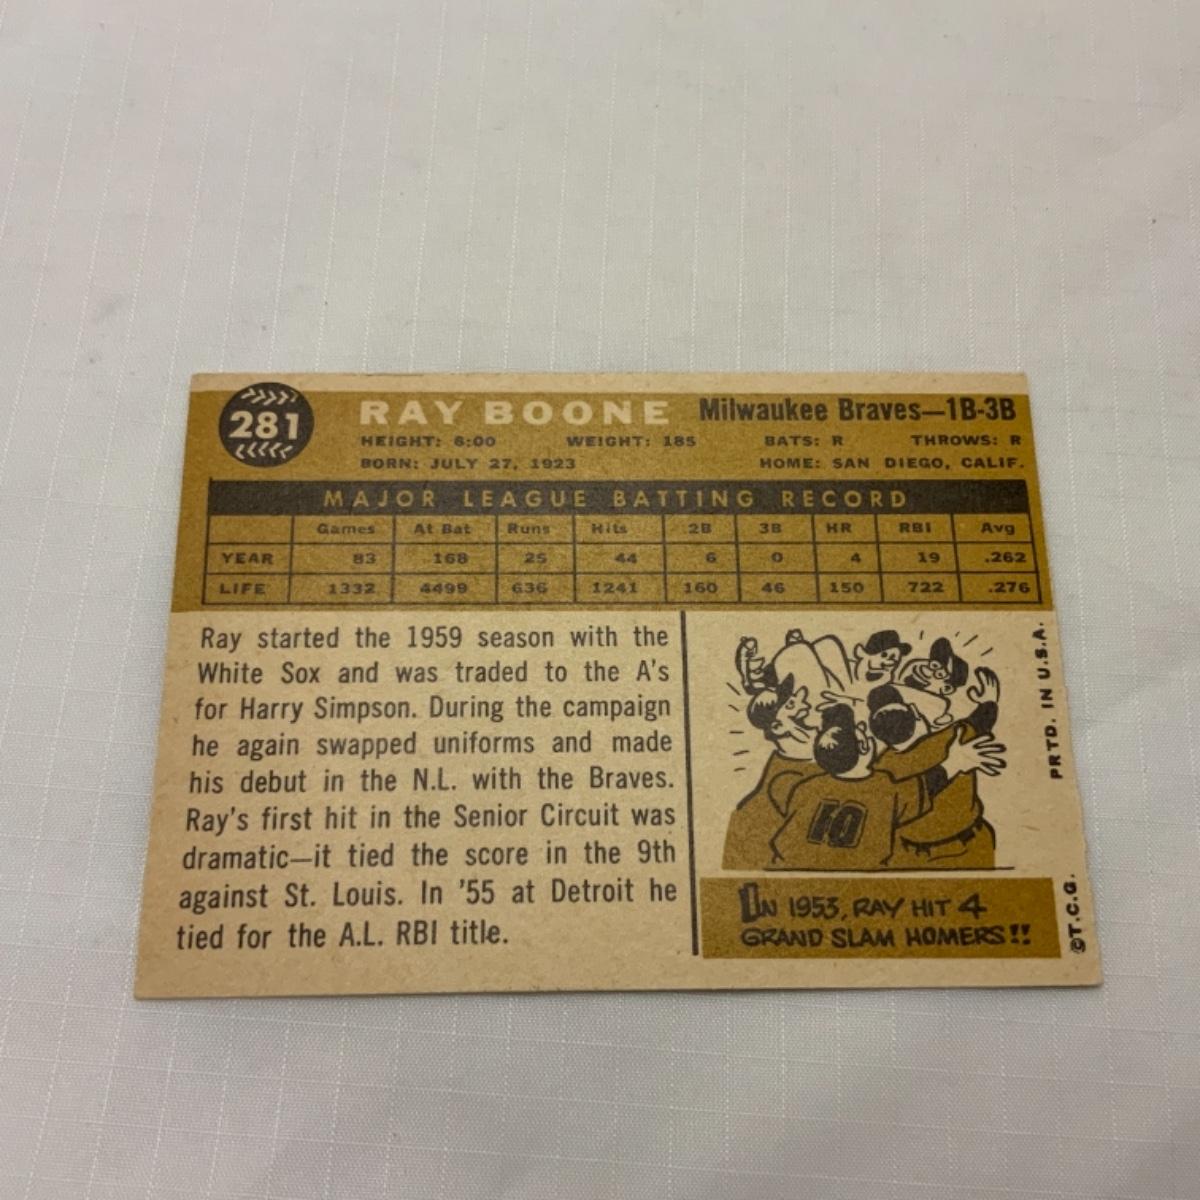 281
RAY BOONE Milwaukee Braves—1B-3B
HEIGHT: 6:00 WEIGHT: 185 BATS: R THROWS: R
BORN: JULY 27, 1923 HOME: SAN DIEGO, CALIF.
MAJOR LEAGUE BATTING RECORD
Games At Bat Runs Hits 2B 3B HR RBI Avg
YEAR 83 168 25 44 6 0 4 19 .262
LIFE 1332 4499 636 1241 160 46 150 722 .276
Ray started the 1959 season with the
White Sox and was traded to the A's
for Harry Simpson. During the campaign
he again swapped uniforms and made
his debut in the N.L. with the Braves.
Ray's first hit in the Senior Circuit was
dramatic—it tied the score in the 9th
against St. Louis. In '55 at Detroit he
tied for the A.L. RBI title.
10
IN 1953, RAY HIT 4
GRAND SLAM HOMERS!!
©T.C.G. PRTD. IN U.S.A.